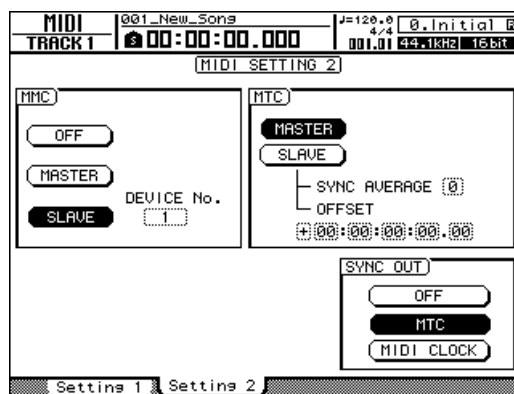 MIDI
TRACK 1
001_New_Song
S 00:00:00.000
♩=120.0
4/4
001.01
0.Initial
44.1kHz 16bit
MIDI SETTING 2
MMC
OFF
MASTER
SLAVE
DEVICE No.
1
MTC
MASTER
SLAVE
SYNC AVERAGE 0
OFFSET
+00:00:00:00.00
SYNC OUT
OFF
MTC
MIDI CLOCK
Setting 1
Setting 2